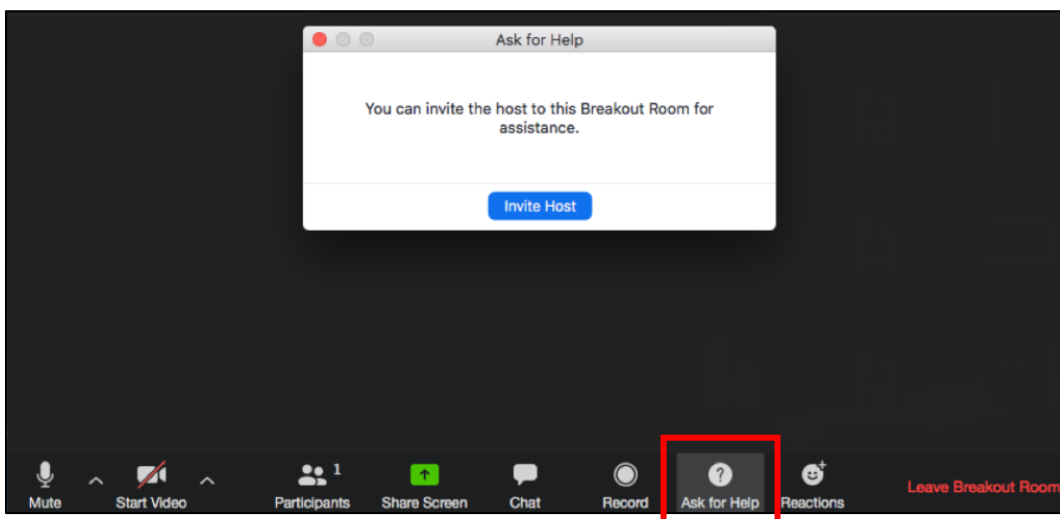 Ask for Help
You can invite the host to this Breakout Room for
assistance.
Invite Host
1
Mute
Start Video
Participants
Share Screen
Chat
Record
Ask for Help
Reactions
Leave Breakout Room